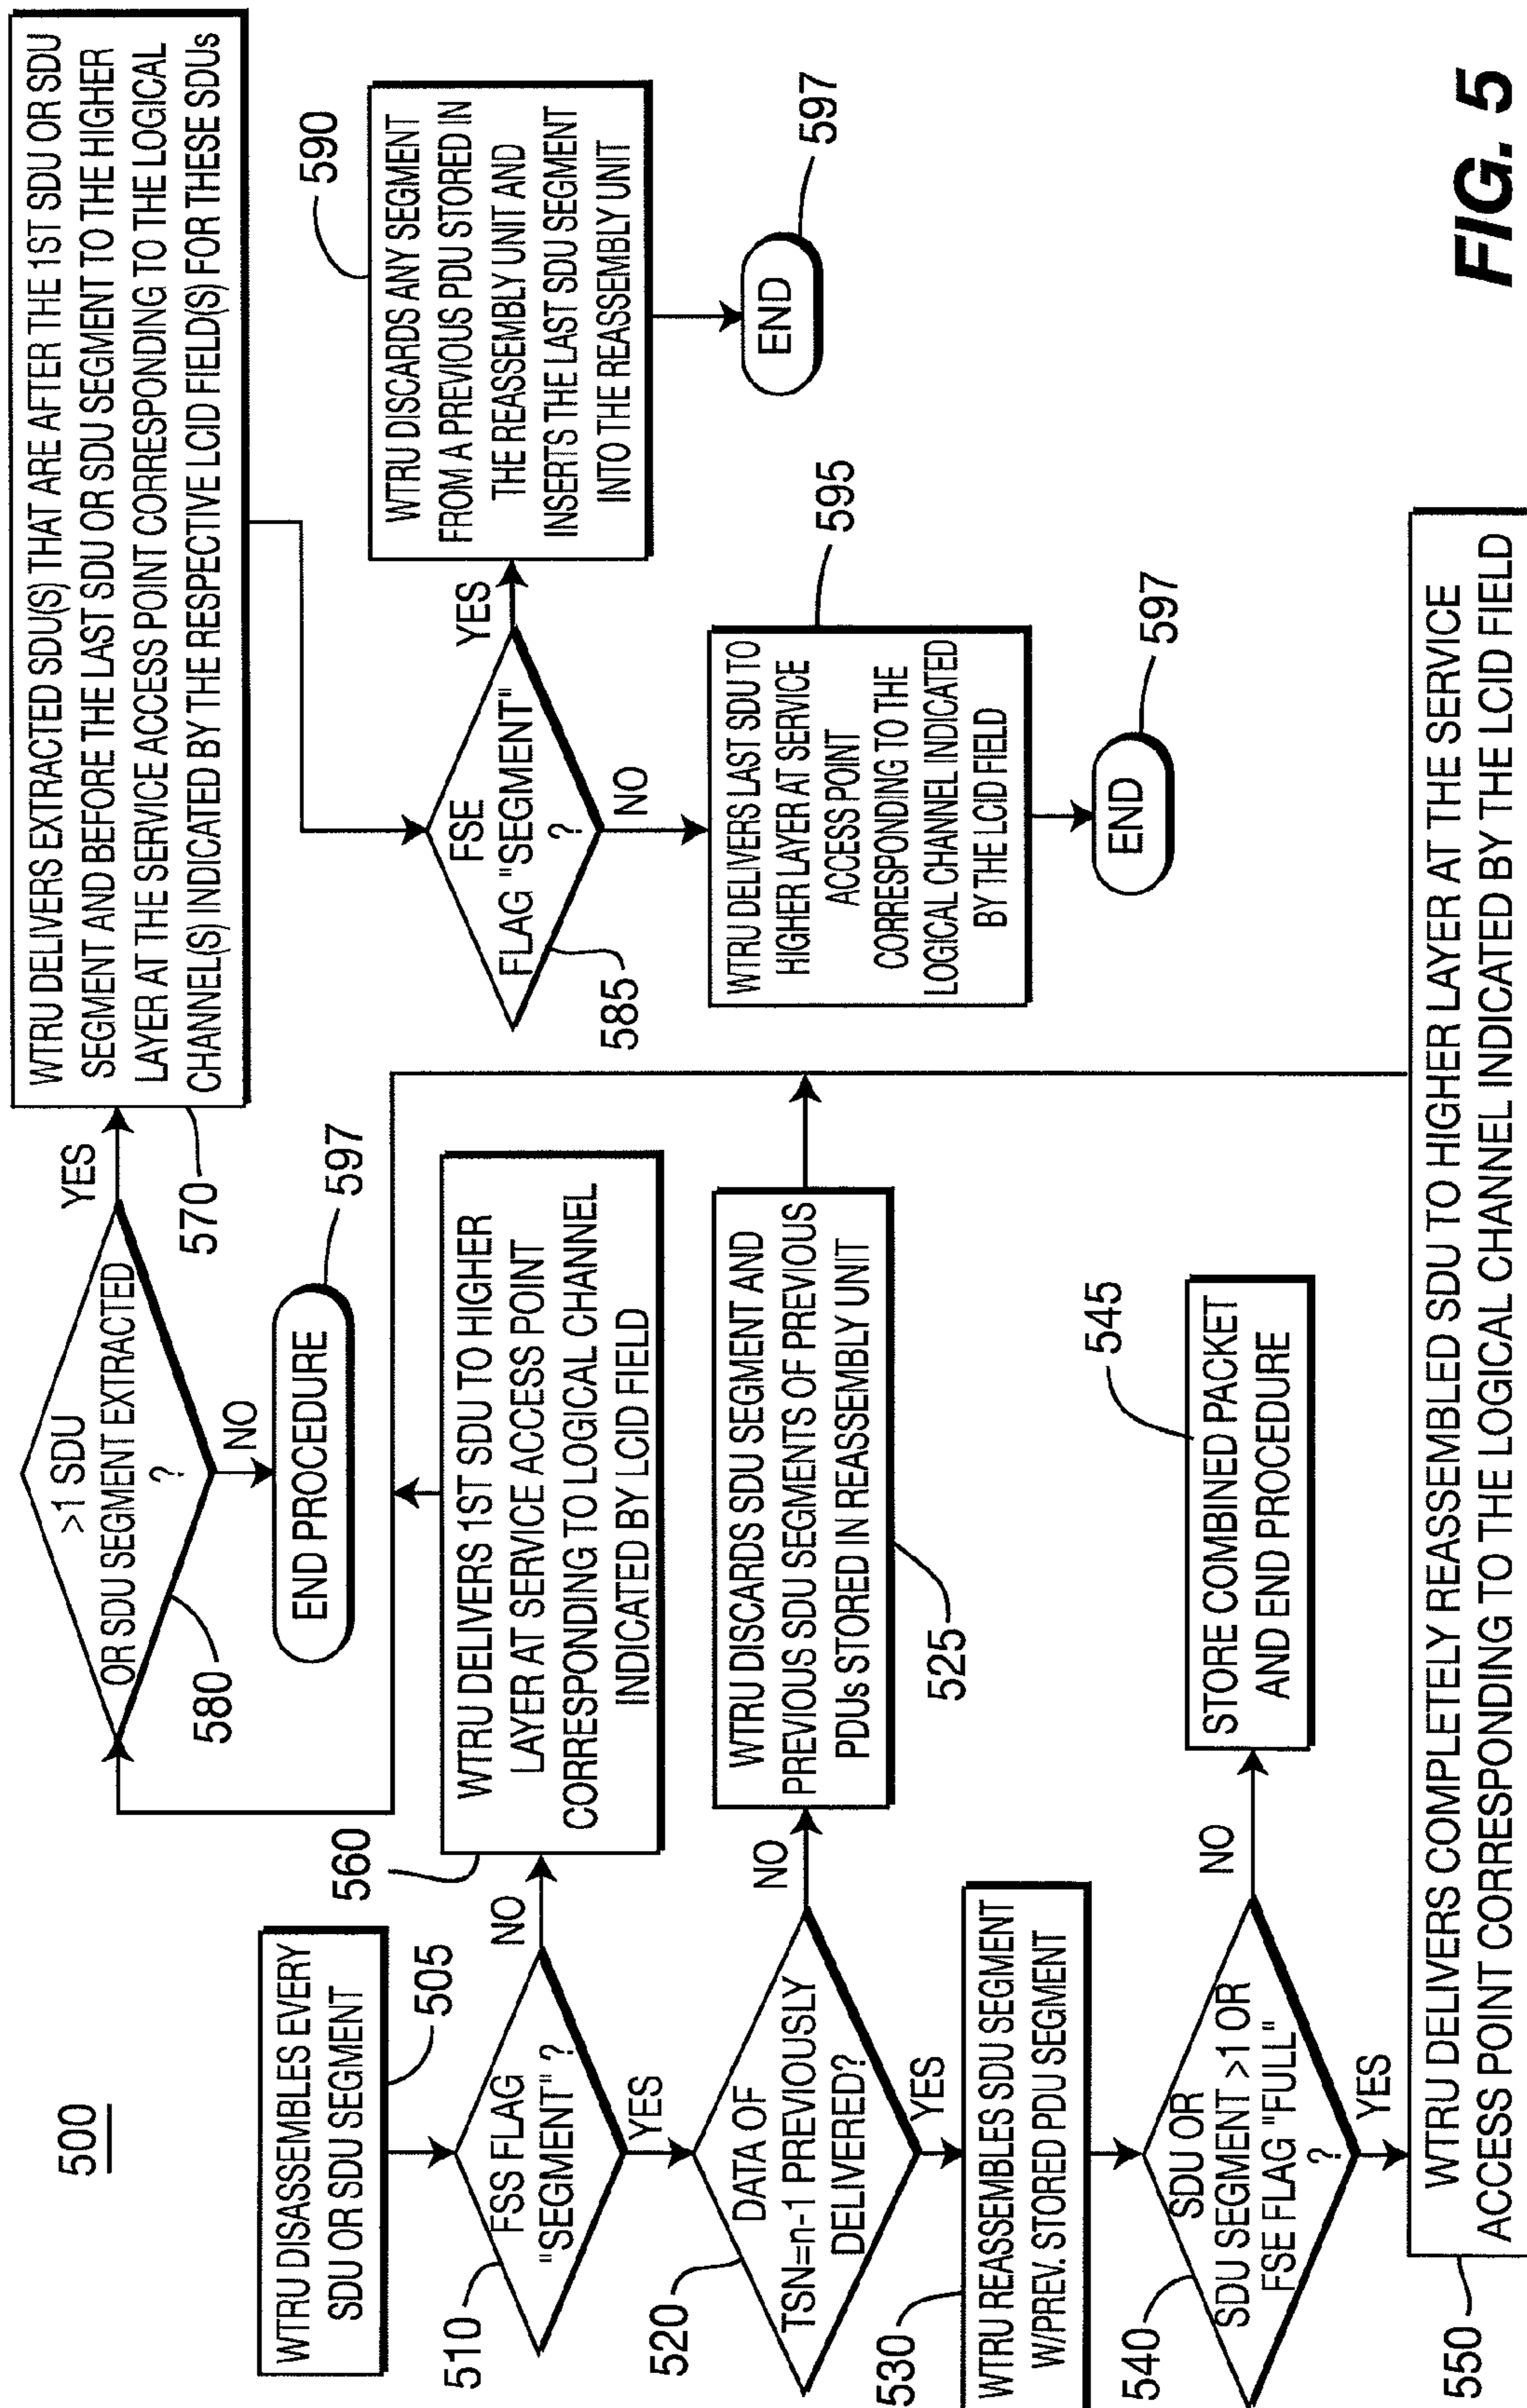 500
WTRU DISASSEMBLES EVERY
SDU OR SDU SEGMENT
505
FSS FLAG
"SEGMENT" ?
510
NO
YES
560
WTRU DELIVERS 1ST SDU TO HIGHER
LAYER AT SERVICE ACCESS POINT
CORRESPONDING TO LOGICAL CHANNEL
INDICATED BY LCID FIELD
DATA OF
TSN=n-1 PREVIOUSLY
DELIVERED?
520
NO
YES
WTRU DISCARDS SDU SEGMENT AND
PREVIOUS SDU SEGMENTS OF PREVIOUS
PDUs STORED IN REASSEMBLY UNIT
525
530
WTRU REASSEMBLES SDU SEGMENT
W/PREV. STORED PDU SEGMENT
SDU OR
SDU SEGMENT >1 OR
FSE FLAG "FULL"
?
540
NO
YES
STORE COMBINED PACKET
AND END PROCEDURE
545
WTRU DELIVERS COMPLETELY REASSEMBLED SDU TO HIGHER LAYER AT THE SERVICE
ACCESS POINT CORRESPONDING TO THE LOGICAL CHANNEL INDICATED BY THE LCID FIELD
550
>1 SDU
OR SDU SEGMENT EXTRACTED
?
580
YES
NO
END PROCEDURE
597
WTRU DELIVERS EXTRACTED SDU(S) THAT ARE AFTER THE 1ST SDU OR SDU
SEGMENT AND BEFORE THE LAST SDU OR SDU SEGMENT TO THE HIGHER
LAYER AT THE SERVICE ACCESS POINT CORRESPONDING TO THE LOGICAL
CHANNEL(S) INDICATED BY THE RESPECTIVE LCID FIELD(S) FOR THESE SDUs
570
FSE
FLAG "SEGMENT"
?
585
YES
NO
WTRU DISCARDS ANY SEGMENT
FROM A PREVIOUS PDU STORED IN
THE REASSEMBLY UNIT AND
INSERTS THE LAST SDU SEGMENT
INTO THE REASSEMBLY UNIT
590
END
597
WTRU DELIVERS LAST SDU TO
HIGHER LAYER AT SERVICE
ACCESS POINT
CORRESPONDING TO THE
LOGICAL CHANNEL INDICATED
BY THE LCID FIELD
595
END
597
FIG. 5